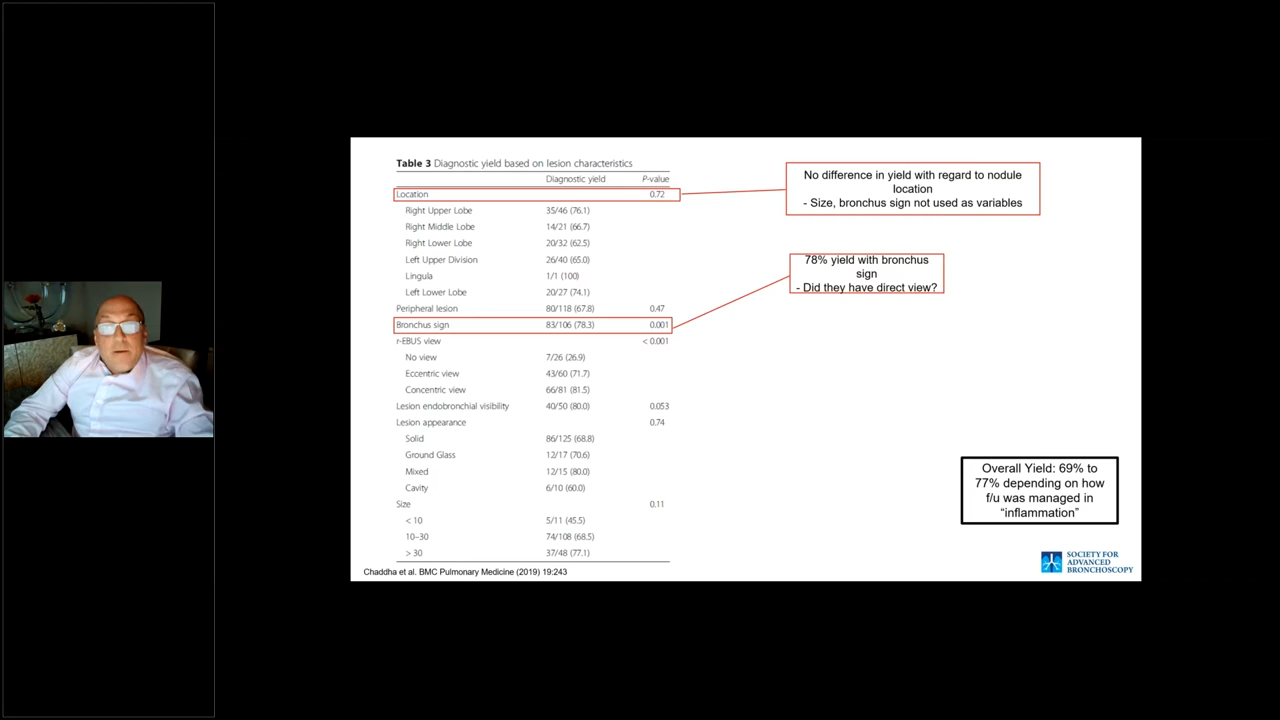 Table 3 Diagnostic yield based on lesion characteristics
Diagnostic yield P-value
Location 0.72
Right Upper Lobe 35/46 (76.1)
Right Middle Lobe 14/21 (66.7)
Right Lower Lobe 20/32 (62.5)
Left Upper Division 26/40 (65.0)
Lingula 1/1 (100)
Left Lower Lobe 20/27 (74.1)
Peripheral lesion 80/118 (67.8) 0.47
Bronchus sign 83/106 (78.3) 0.001
r-EBUS view < 0.001
No view 7/26 (26.9)
Eccentric view 43/60 (71.7)
Concentric view 66/81 (81.5)
Lesion endobronchial visibility 40/50 (80.0) 0.053
Lesion appearance 0.74
Solid 86/125 (68.8)
Ground Glass 12/17 (70.6)
Mixed 12/15 (80.0)
Cavity 6/10 (60.0)
Size 0.11
< 10 5/11 (45.5)
10–30 74/108 (68.5)
> 30 37/48 (77.1)
Chaddha et al. BMC Pulmonary Medicine (2019) 19:243
No difference in yield with regard to nodule
location
- Size, bronchus sign not used as variables
78% yield with bronchus
sign
- Did they have direct view?
Overall Yield: 69% to
77% depending on how
f/u was managed in
“inflammation”
SOCIETY FOR
ADVANCED
BRONCHOSCOPY